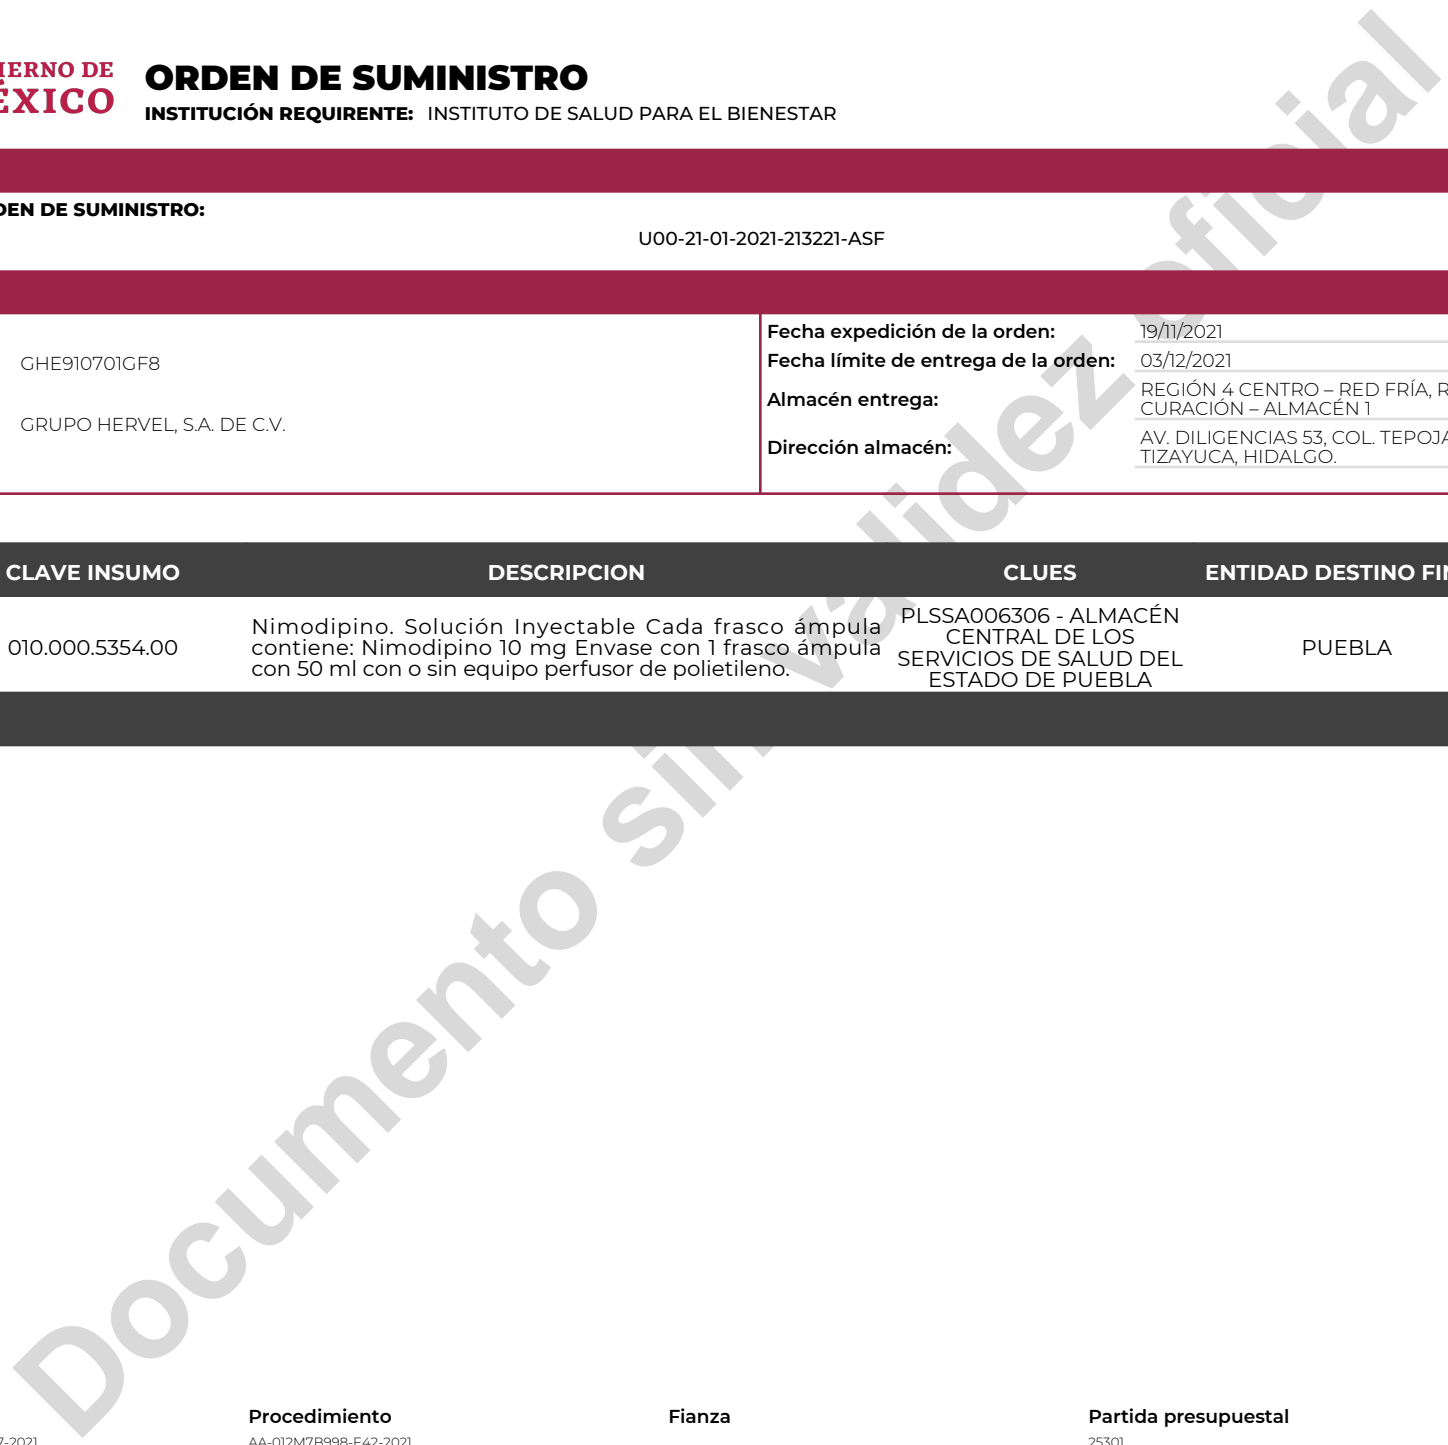 ORDEN DE SUMINISTRO
INSTITUCIÓN REQUIRENTE: INSTITUTO DE SALUD PARA EL BIENESTAR
DE
DE SUMINISTRO:
U00-21-01-2021-213221-ASF
GHE910701GF8
GRUPO HERVEL, S.A. DE C.V.
Fecha expedición de la orden: 19/11/2021
Fecha límite de entrega de la orden: 03/12/2021
Almacén entrega: REGIÓN 4 CENTRO – RED FRÍA,
CURACIÓN – ALMACÉN 1
Dirección almacén: AV. DILIGENCIAS 53, COL.
TIZAYUCA, HIDALGO.
CLAVE INSUMO DESCRIPCION CLUES ENTIDAD DESTINO
010.000.5354.00
Nimodipino. Solución Inyectable Cada frasco ámpula
contiene: Nimodipino 10 mg Envase con 1 frasco ámpula
con 50 ml con o sin equipo perfusor de polietileno.
PLSSA006306 - ALMACÉN
CENTRAL DE LOS
SERVICIOS DE SALUD DEL
ESTADO DE PUEBLA
PUEBLA
Documento sin validez oficial
Procedimiento Fianza Partida presupuestal